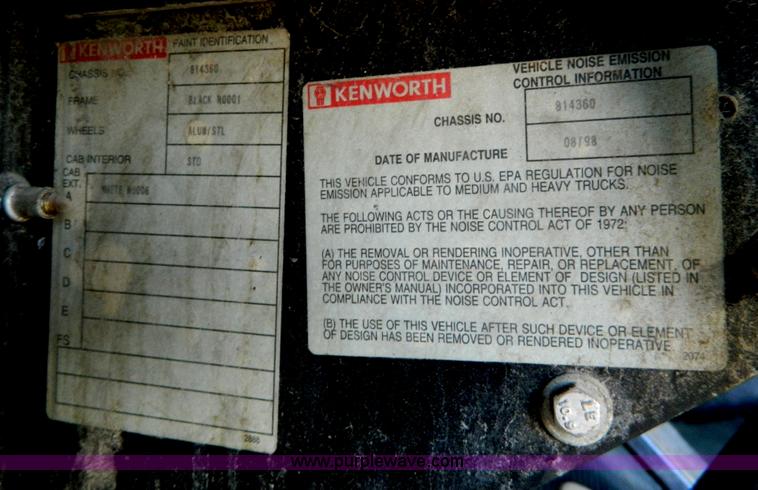 KENWORTH PAINT IDENTIFICATION
CHASSIS NO. 814360
FRAME BLACK N0001
WHEELS ALUM/STL
CAB INTERIOR STD
CAB
EXT.
A WHITE N0006
B
C
D
E
FS
2886
KENWORTH
VEHICLE NOISE EMISSION
CONTROL INFORMATION
CHASSIS NO. 814360
DATE OF MANUFACTURE 08/98
THIS VEHICLE CONFORMS TO U.S. EPA REGULATION FOR NOISE
EMISSION APPLICABLE TO MEDIUM AND HEAVY TRUCKS.
THE FOLLOWING ACTS OR THE CAUSING THEREOF BY ANY PERSON
ARE PROHIBITED BY THE NOISE CONTROL ACT OF 1972:
(A) THE REMOVAL OR RENDERING INOPERATIVE, OTHER THAN
FOR PURPOSES OF MAINTENANCE, REPAIR, OR REPLACEMENT, OF
ANY NOISE CONTROL DEVICE OR ELEMENT OF DESIGN (LISTED IN
THE OWNER'S MANUAL) INCORPORATED INTO THIS VEHICLE IN
COMPLIANCE WITH THE NOISE CONTROL ACT.
(B) THE USE OF THIS VEHICLE AFTER SUCH DEVICE OR ELEMENT
OF DESIGN HAS BEEN REMOVED OR RENDERED INOPERATIVE
2074
LE
10.9
www.purplewave.com